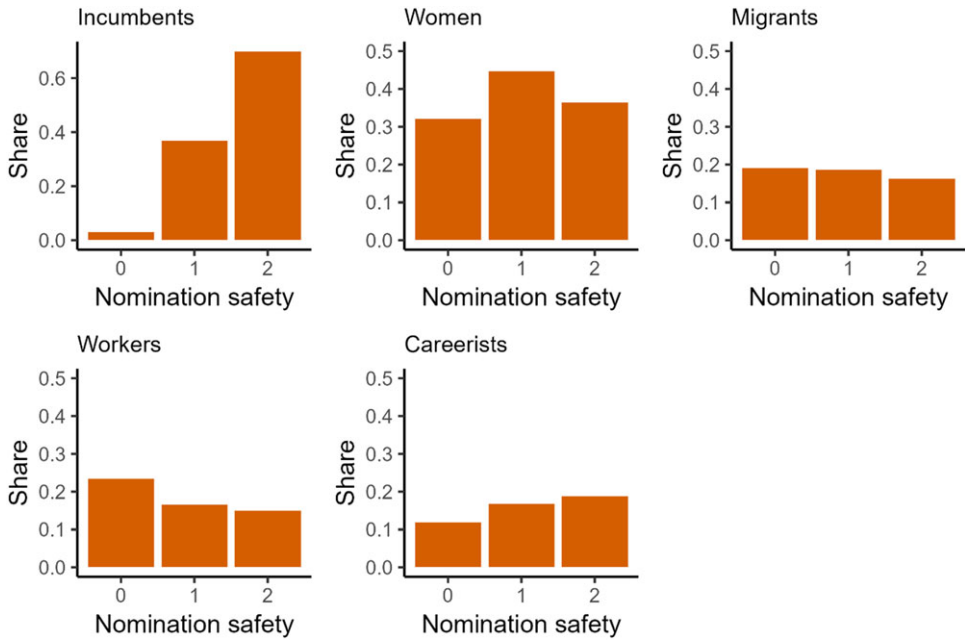 Incumbents
Share
0.6
0.4
0.2
0.0
0 1 2
Nomination safety
Women
Share
0.5
0.4
0.3
0.2
0.1
0.0
0 1 2
Nomination safety
Migrants
Share
0.5
0.4
0.3
0.2
0.1
0.0
0 1 2
Nomination safety
Workers
Share
0.5
0.4
0.3
0.2
0.1
0.0
0 1 2
Nomination safety
Careerists
Share
0.5
0.4
0.3
0.2
0.1
0.0
0 1 2
Nomination safety